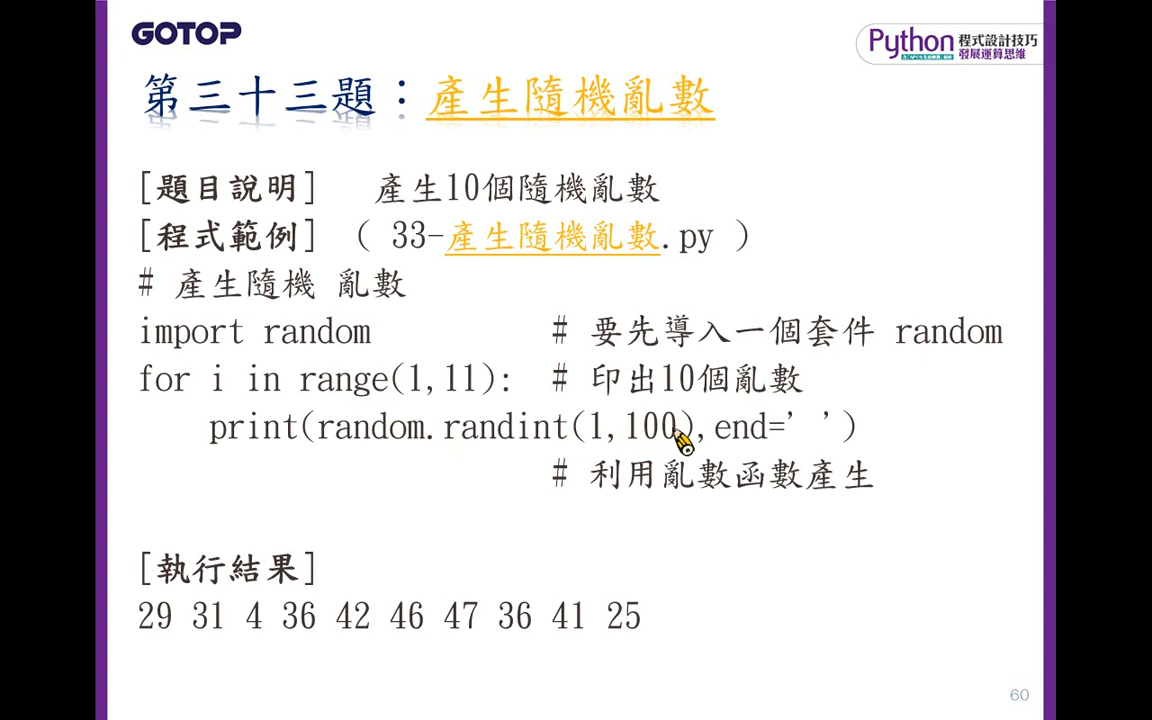 GOTOP
Python 程式設計技巧
發展運算思維
第三十三題：產生隨機亂數
[題目說明] 產生10個隨機亂數
[程式範例] ( 33-產生隨機亂數.py )
# 產生隨機 亂數
import random # 要先導入一個套件 random
for i in range(1,11): # 印出10個亂數
print(random.randint(1,100),end=' ')
# 利用亂數函數產生
[執行結果]
29 31 4 36 42 46 47 36 41 25
60